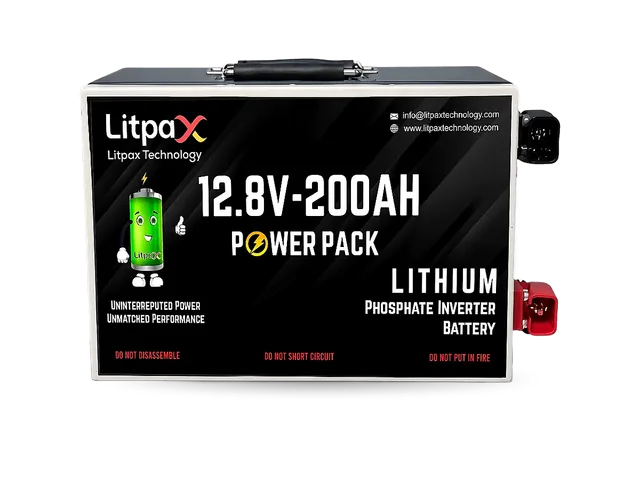 Litpax
Litpax Technology
info@litpaxtechnology.com
www.litpaxtechnology.com
12.8V-200AH
POWER PACK
Litpax
LITHIUM
PHOSPHATE INVERTER
BATTERY
UNINTERREPUTED POWER
UNMATCHED PERFORMANCE
DO NOT DISASSEMBLE
DO NOT SHORT CIRCUIT
DO NOT PUT IN FIRE